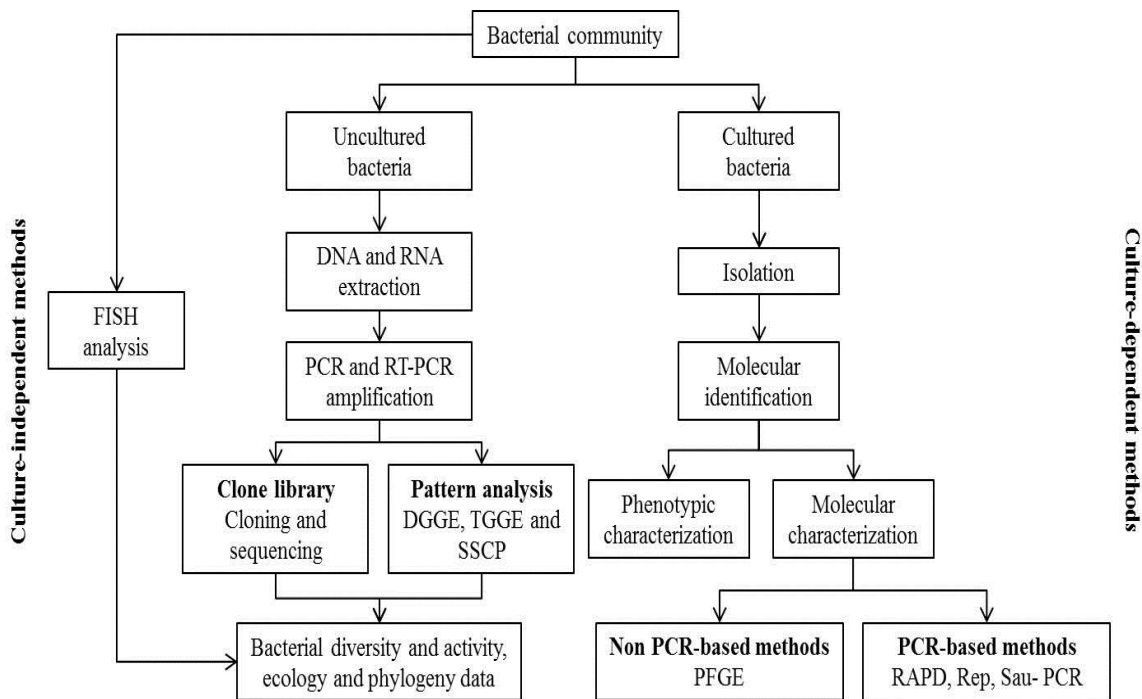 Bacterial community
Uncultured
bacteria
Cultured
bacteria
DNA and RNA
extraction
Isolation
FISH
analysis
PCR and RT-PCR
amplification
Molecular
identification
Clone library
Cloning and
sequencing
Pattern analysis
DGGE, TGGE and
SSCP
Phenotypic
characterization
Molecular
characterization
Bacterial diversity and activity,
ecology and phylogeny data
Non PCR-based methods
PFGE
PCR-based methods
RAPD, Rep, Sau- PCR
Culture-independent methods
Culture-dependent methods